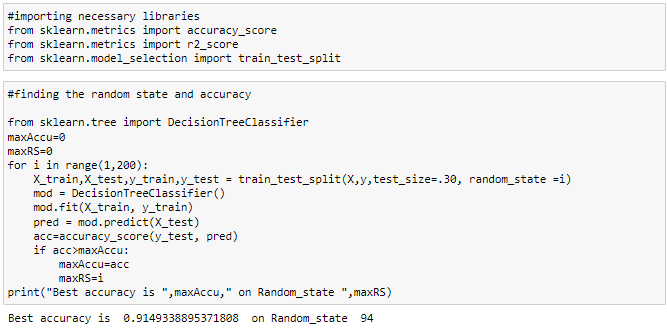 #importing necessary libraries
from sklearn.metrics import accuracy_score
from sklearn.metrics import r2_score
from sklearn.model_selection import train_test_split
#finding the random state and accuracy
from sklearn.tree import DecisionTreeClassifier
maxAccu=0
maxRS=0
for i in range(1,200):
    X_train,X_test,y_train,y_test = train_test_split(X,y,test_size=.30, random_state =i)
    mod = DecisionTreeClassifier()
    mod.fit(X_train, y_train)
    pred = mod.predict(X_test)
    acc=accuracy_score(y_test, pred)
    if acc>maxAccu:
        maxAccu=acc
        maxRS=i
print("Best accuracy is ",maxAccu," on Random_state ",maxRS)
Best accuracy is  0.9149338895371808  on Random_state  94